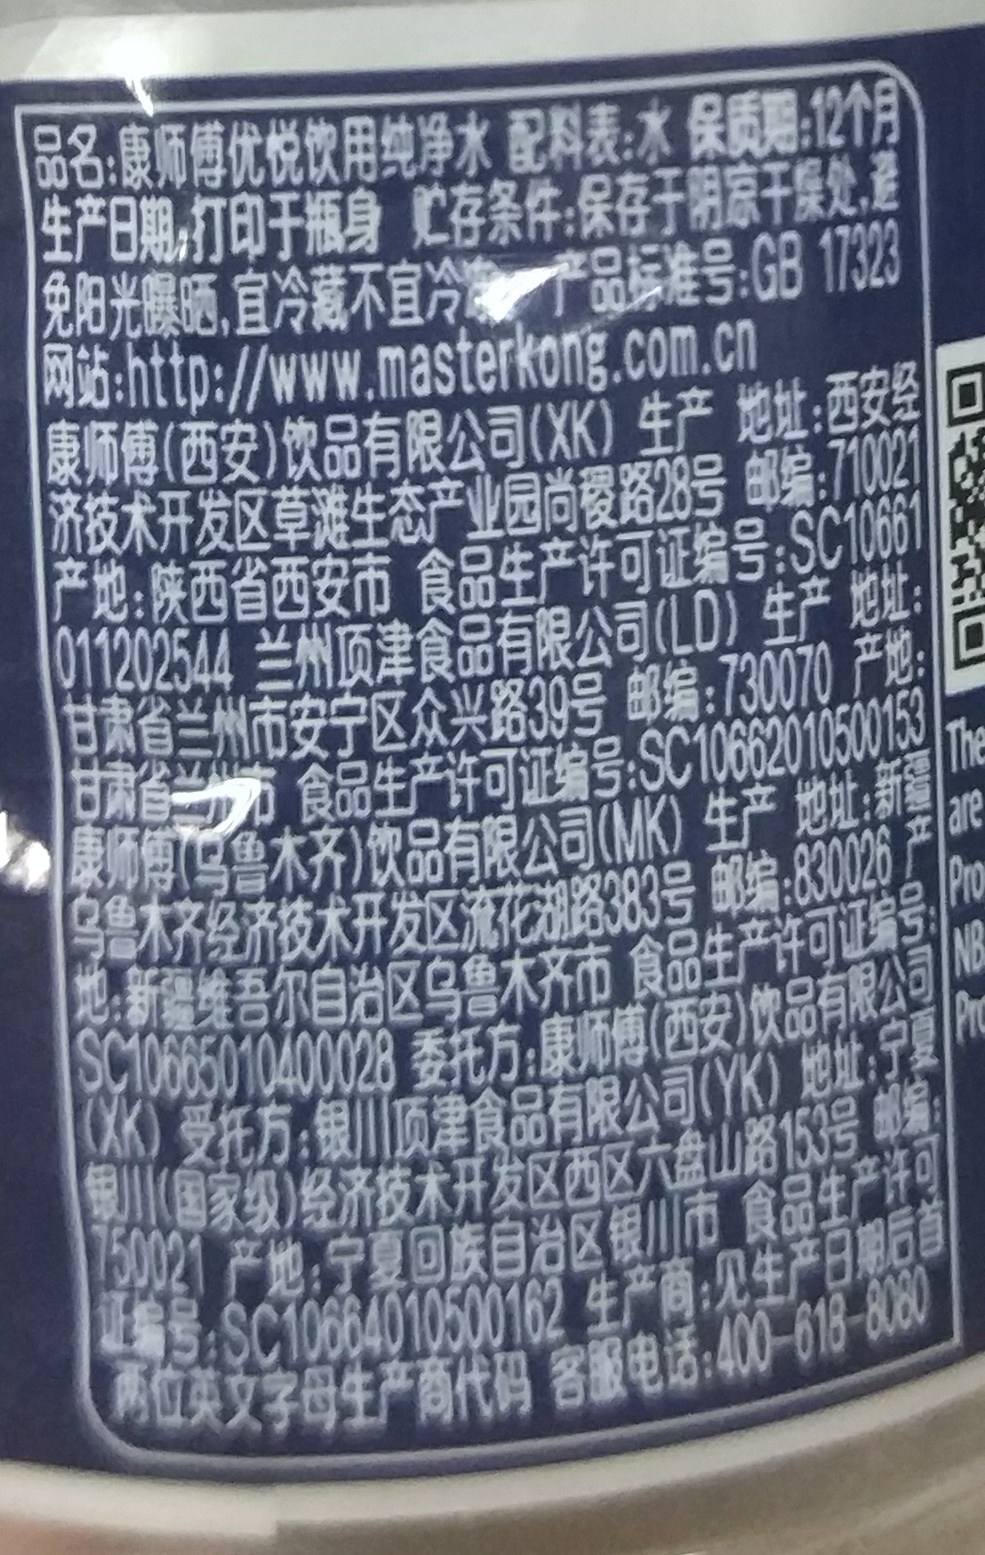 品名:康师傅优悦饮用纯净水 配料表:水 保质期:12个月
生产日期:打印于瓶身 贮存条件:保存于阴凉干燥处,避
免阳光曝晒,宜冷藏不宜冷 产品标准号:GB 17323
网站:http://www.masterkong.com.cn
康师傅(西安)饮品有限公司(XK) 生产 地址:西安经
济技术开发区草滩生态产业园尚稷路28号 邮编:710021
产地:陕西省西安市 食品生产许可证编号:SC10661
011202544 兰州顶津食品有限公司(LD) 生产 地址:
甘肃省兰州市安宁区众兴路39号 邮编:730070 产地:
甘肃省兰州市 食品生产许可证编号:SC10662010500153
康师傅(乌鲁木齐)饮品有限公司(MK) 生产 地址:新疆
乌鲁木齐经济技术开发区流花湖路383号 邮编:830026 产
地:新疆维吾尔自治区乌鲁木齐市 食品生产许可证编号:
SC10665010400028 委托方:康师傅(西安)饮品有限公司
(XK) 受托方:银川顶津食品有限公司(YK) 地址:宁夏
银川(国家级)经济技术开发区西区六盘山路153号 邮编:
750021 产地:宁夏回族自治区银川市 食品生产许可
证编号:SC10664010500162 生产商:见生产日期后首
两位英文字母生产商代码 客服电话:400-618-8080
The
are
Pro
NB
Pro